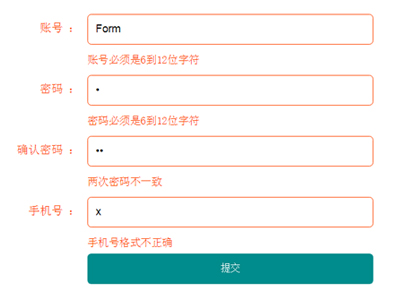 账号 : Form
账号必须是6到12位字符
密码 : •
密码必须是6到12位字符
确认密码 : ••
两次密码不一致
手机号 : x
手机号格式不正确
提交